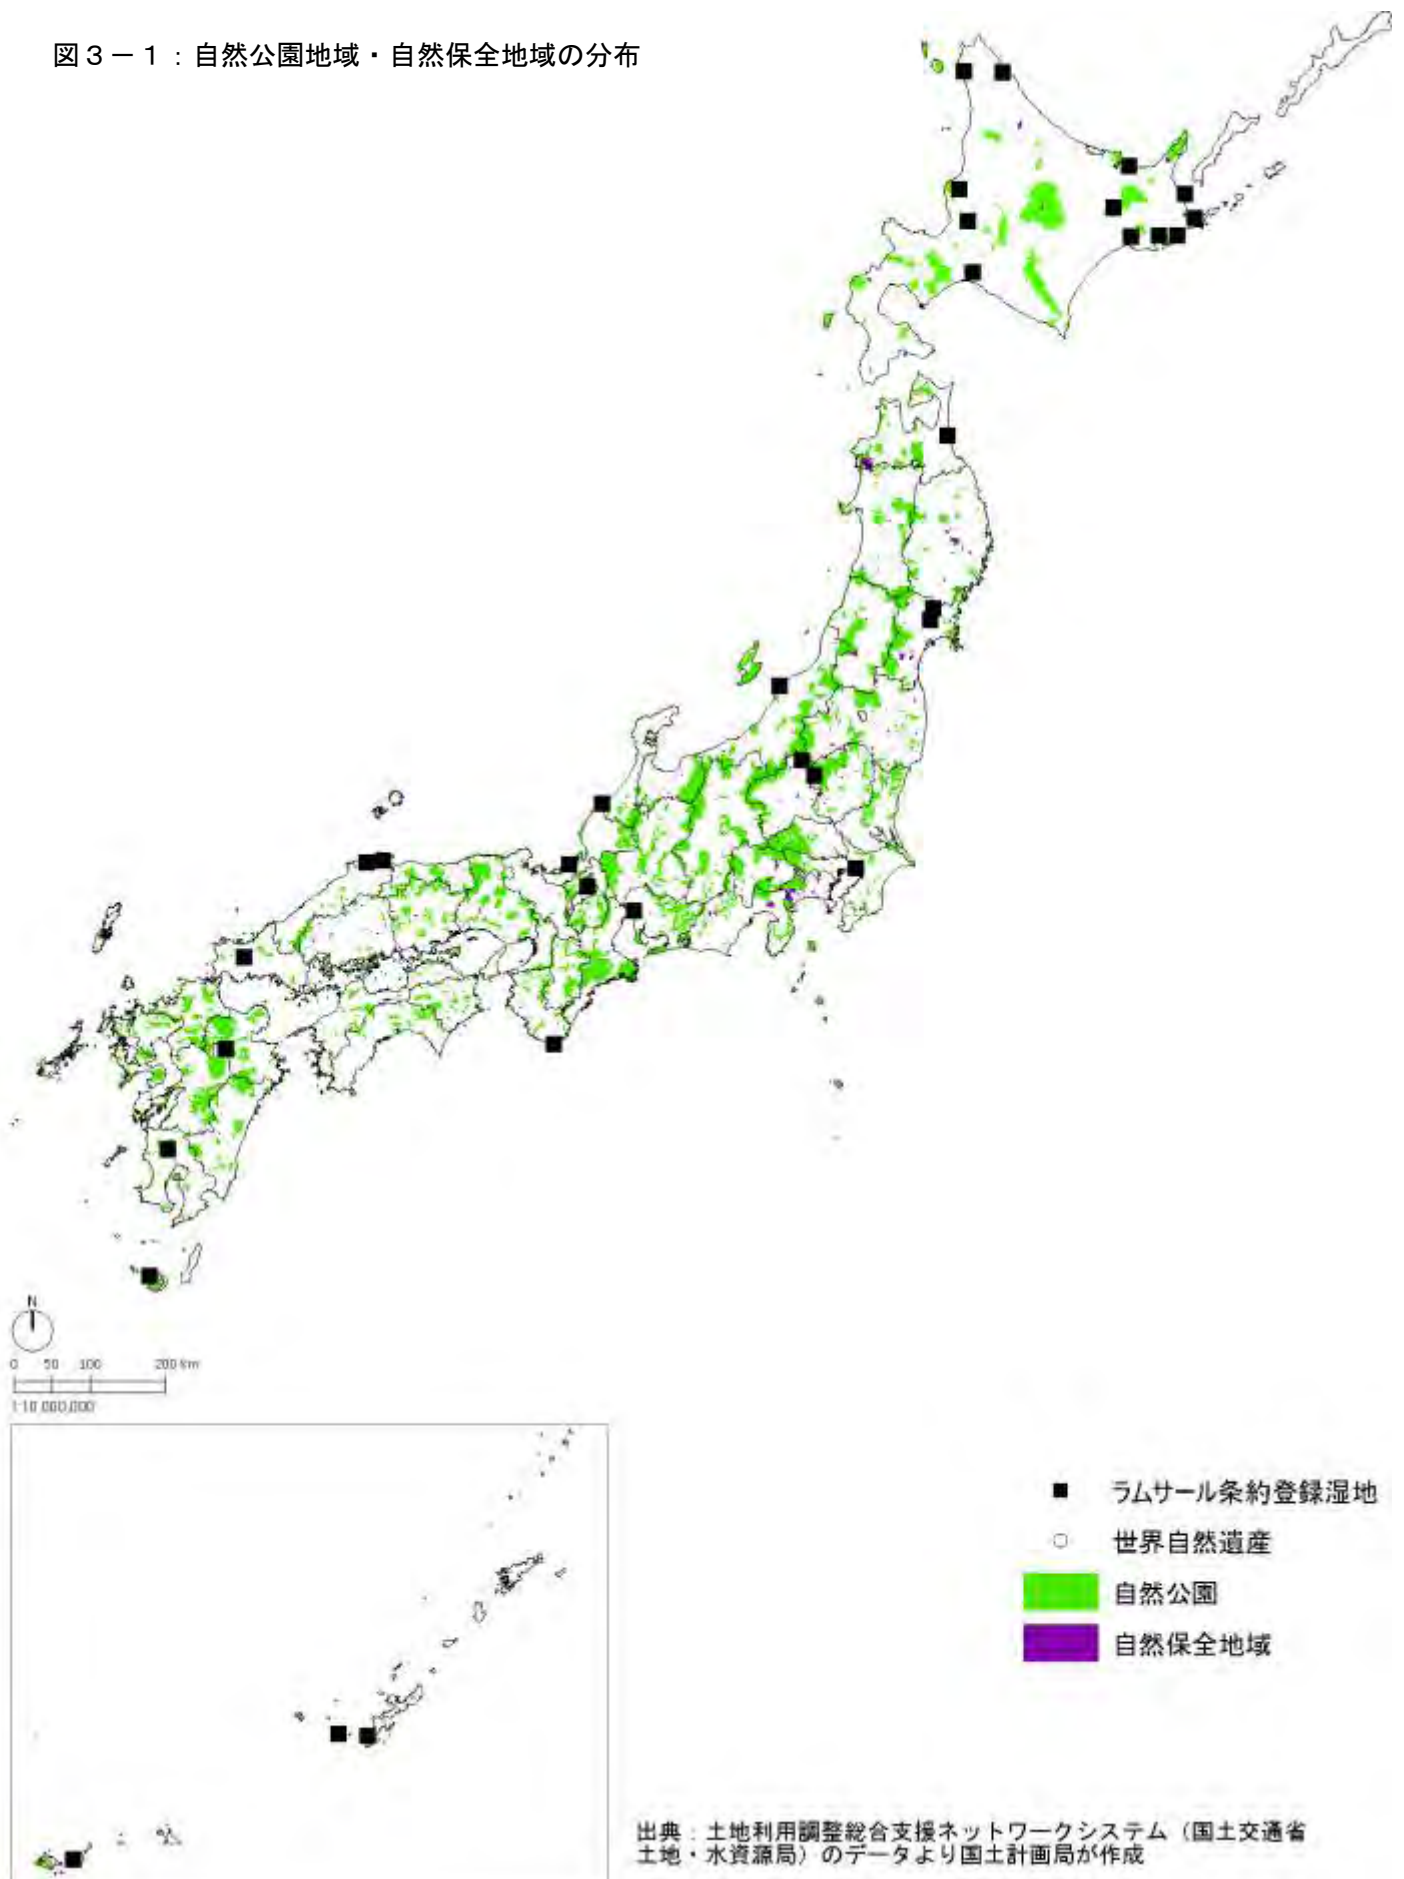 図3-1:自然公園地域・自然保全地域の分布
N
0 50 100 200 km
1:10,000,000
ラムサール条約登録湿地
世界自然遺産
自然公園
自然保全地域
出典:土地利用調整総合支援ネットワークシステム(国土交通省
土地・水資源局)のデータより国土計画局が作成